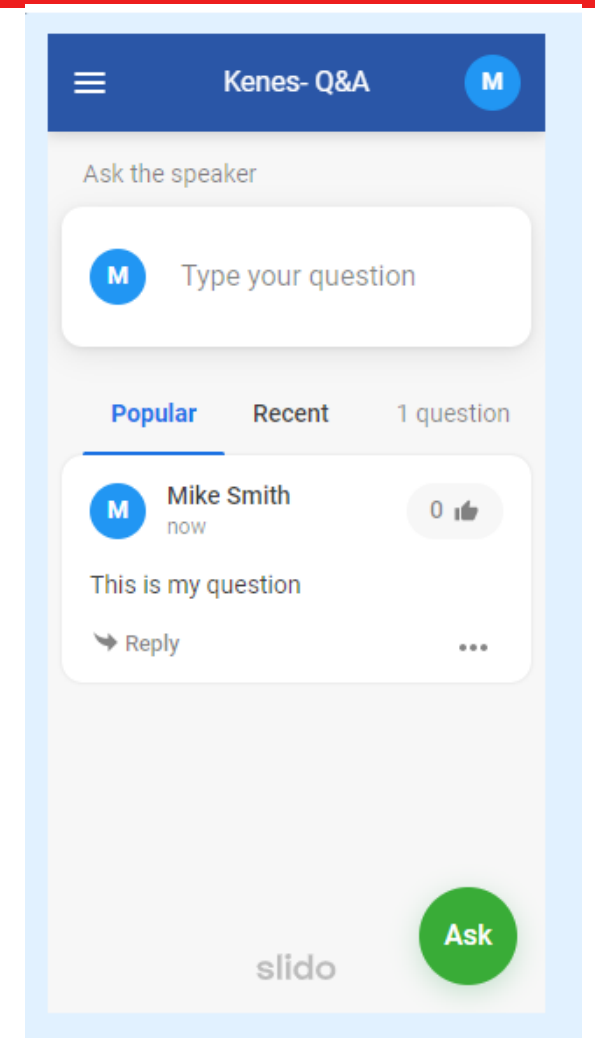 Kenes- Q&A
M
Ask the speaker
M
Type your question
Popular
Recent
1 question
M
Mike Smith
now
0
This is my question
Reply
Ask
slido